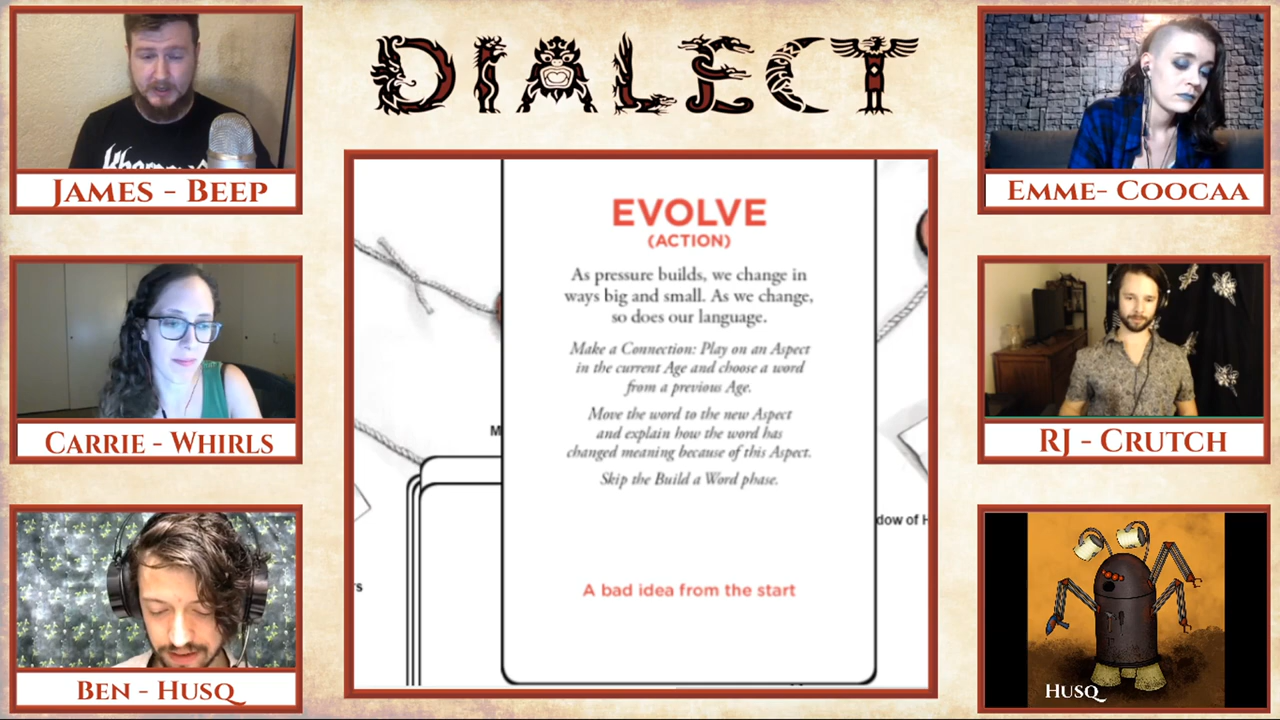 DIALECT
JAMES - BEEP
EMME- COOCAA
EVOLVE
(ACTION)
As pressure builds, we change in
ways big and small. As we change,
so does our language.
Make a Connection: Play on an Aspect
in the current Age and choose a word
from a previous Age.
Move the word to the new Aspect
and explain how the word has
changed meaning because of this Aspect.
Skip the Build a Word phase.
A bad idea from the start
M
dow of H
s
CARRIE - WHIRLS
RJ - CRUTCH
BEN - HUSQ
HUSQ